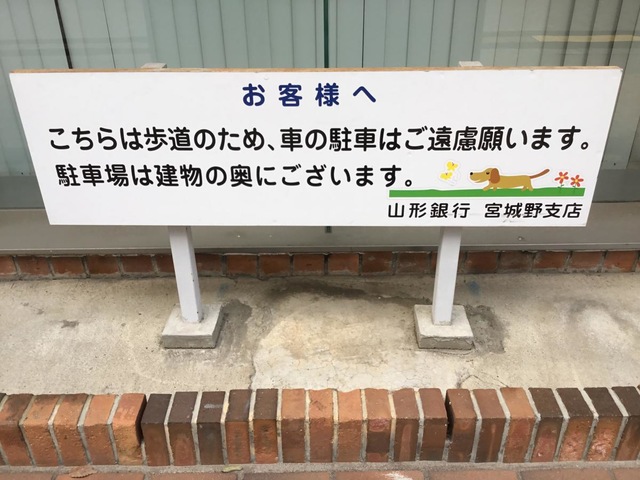 お客様へ
こちらは歩道のため、車の駐車はご遠慮願います。
駐車場は建物の奥にございます。
山形銀行 宮城野支店